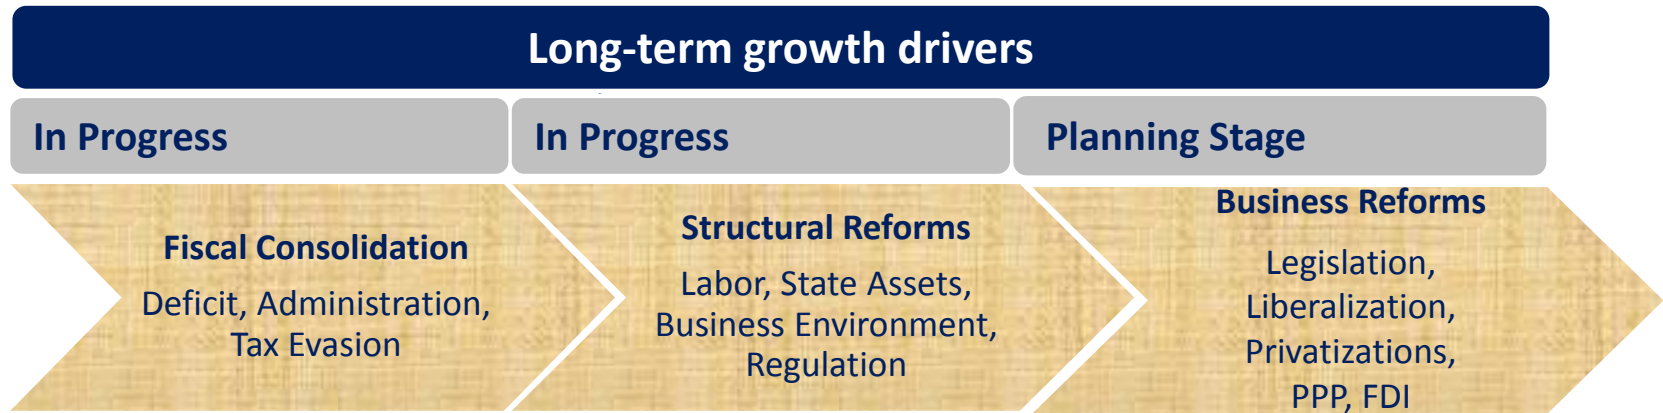 Long-term growth drivers
In Progress
In Progress
Planning Stage
Fiscal Consolidation
Deficit, Administration,
Tax Evasion
Structural Reforms
Labor, State Assets,
Business Environment,
Regulation
Business Reforms
Legislation,
Liberalization,
Privatizations,
PPP, FDI